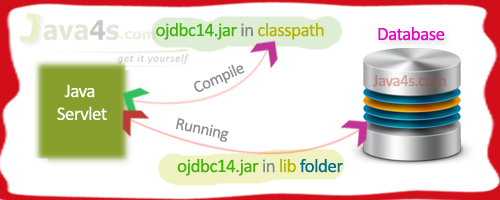 Java4s.com
get it yourself
ojdbc14.jar in classpath
Database
Java4s.com
Compile
Java
Servlet
Running
ojdbc14.jar in lib folder